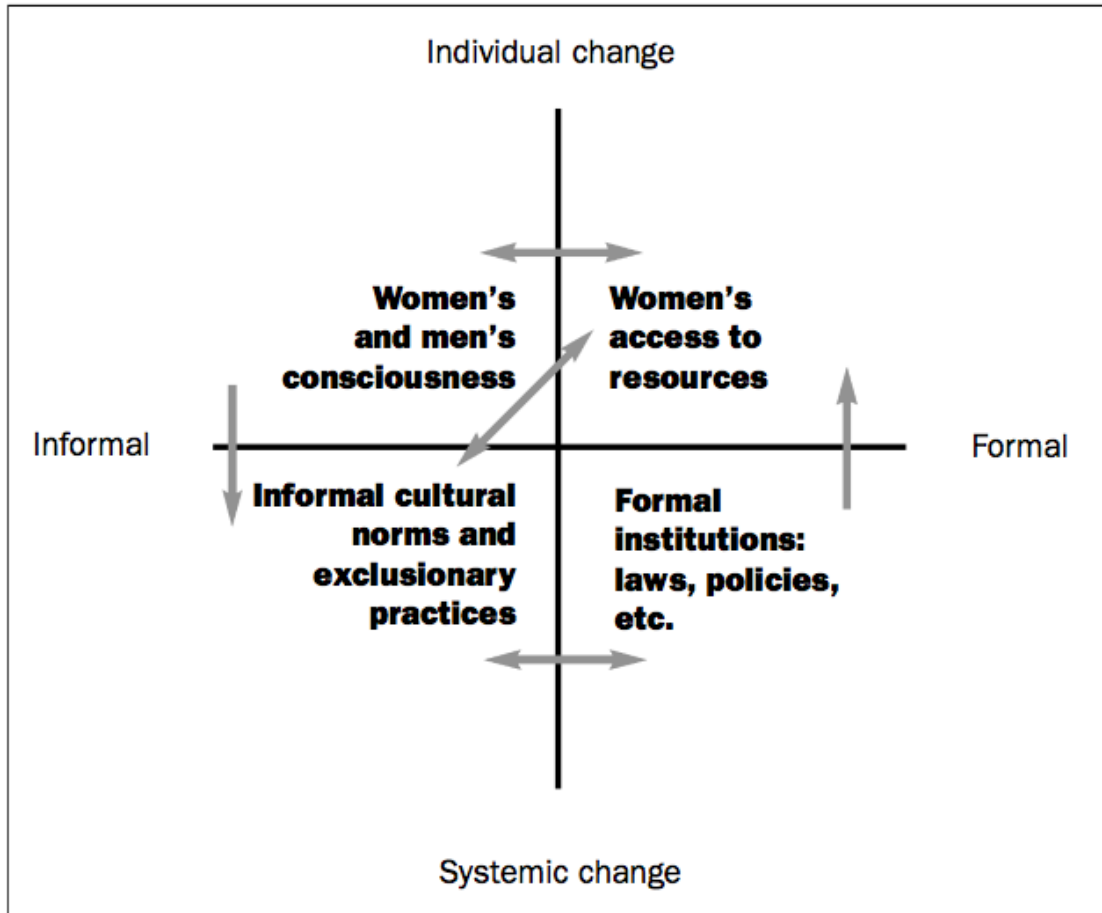 Individual change
Women's
and men's
consciousness
Women's
access to
resources
Informal
Formal
Informal cultural
norms and
exclusionary
practices
Formal
institutions:
laws, policies,
etc.
Systemic change